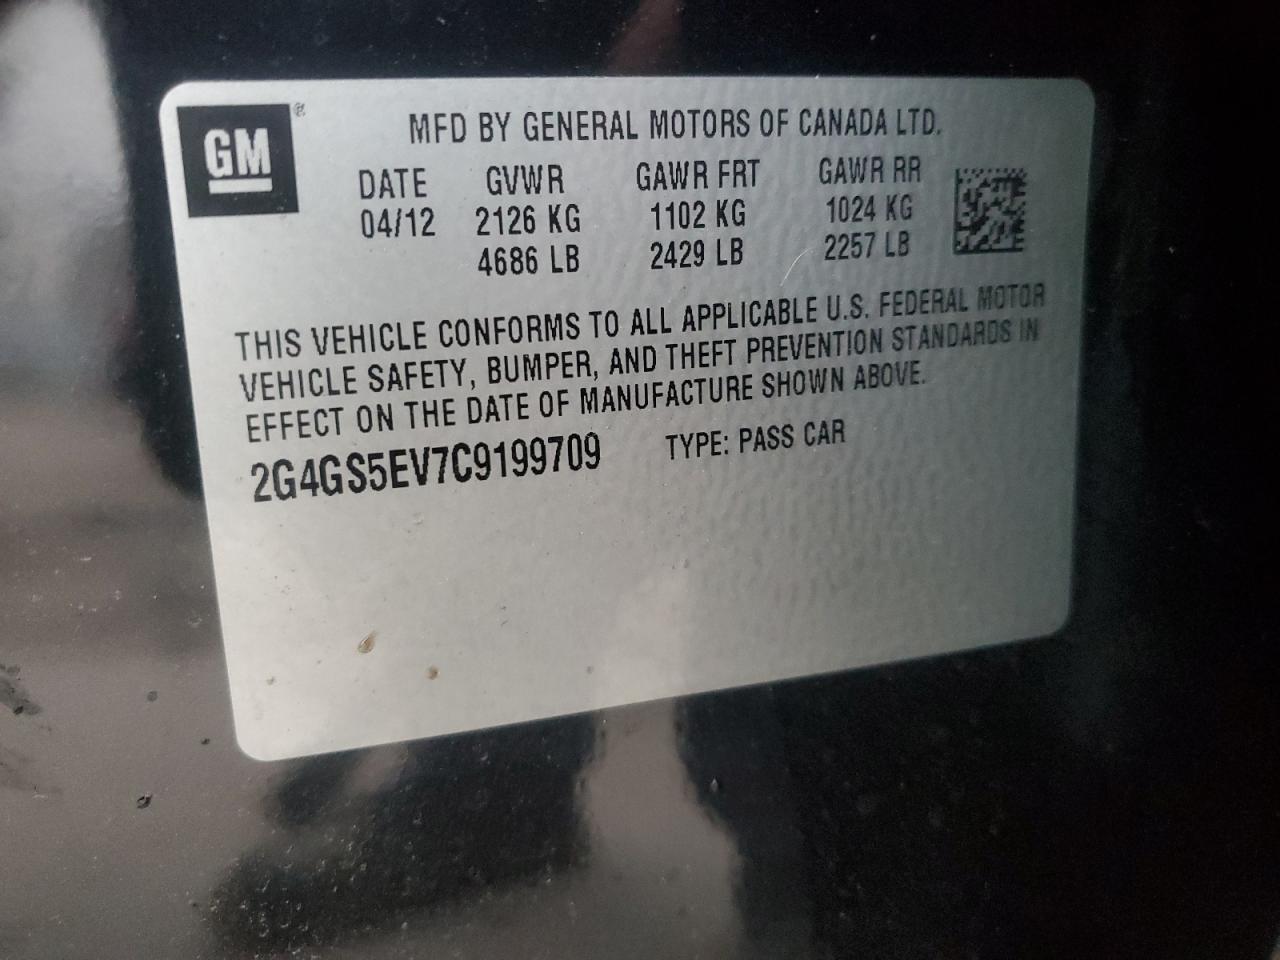 GM®
MFD BY GENERAL MOTORS OF CANADA LTD.
DATE GVWR GAWR FRT GAWR RR
04/12 2126 KG 1102 KG 1024 KG
4686 LB 2429 LB 2257 LB
THIS VEHICLE CONFORMS TO ALL APPLICABLE U.S. FEDERAL MOTOR
VEHICLE SAFETY, BUMPER, AND THEFT PREVENTION STANDARDS IN
EFFECT ON THE DATE OF MANUFACTURE SHOWN ABOVE.
2G4GS5EV7C9199709 TYPE: PASS CAR